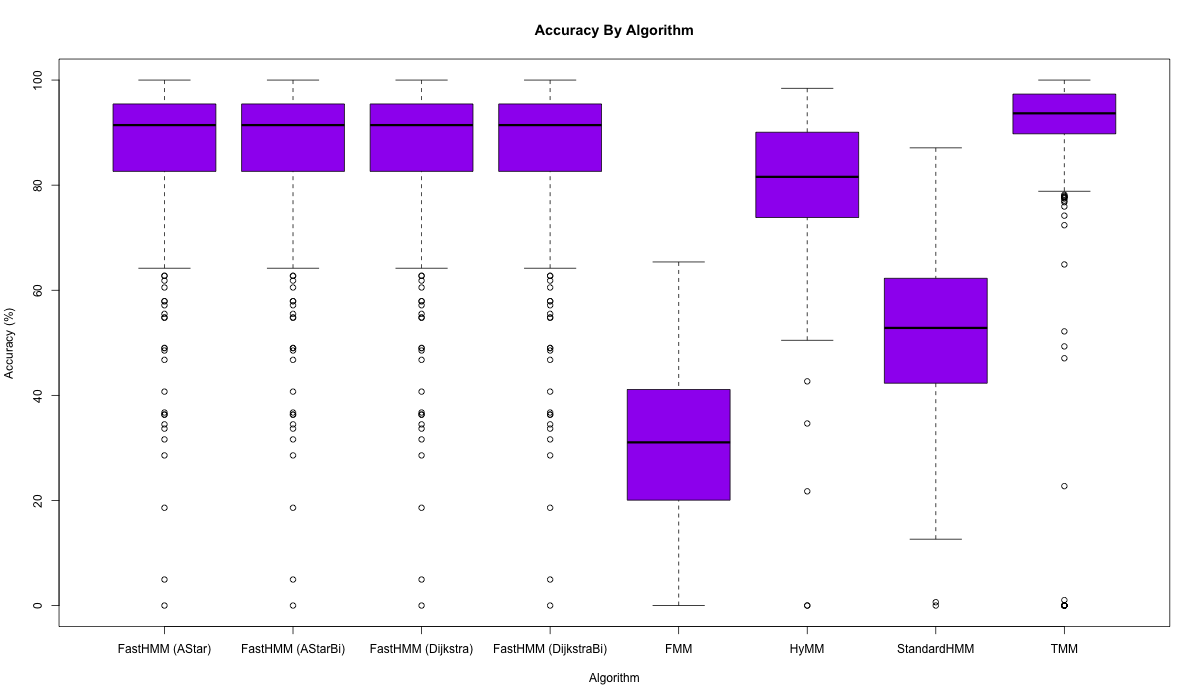 Accuracy By Algorithm
Accuracy (%)
100
80
60
40
20
0
FastHMM (AStar) FastHMM (AStarBi) FastHMM (Dijkstra) FastHMM (DijkstraBi) FMM HyMM StandardHMM TMM
Algorithm